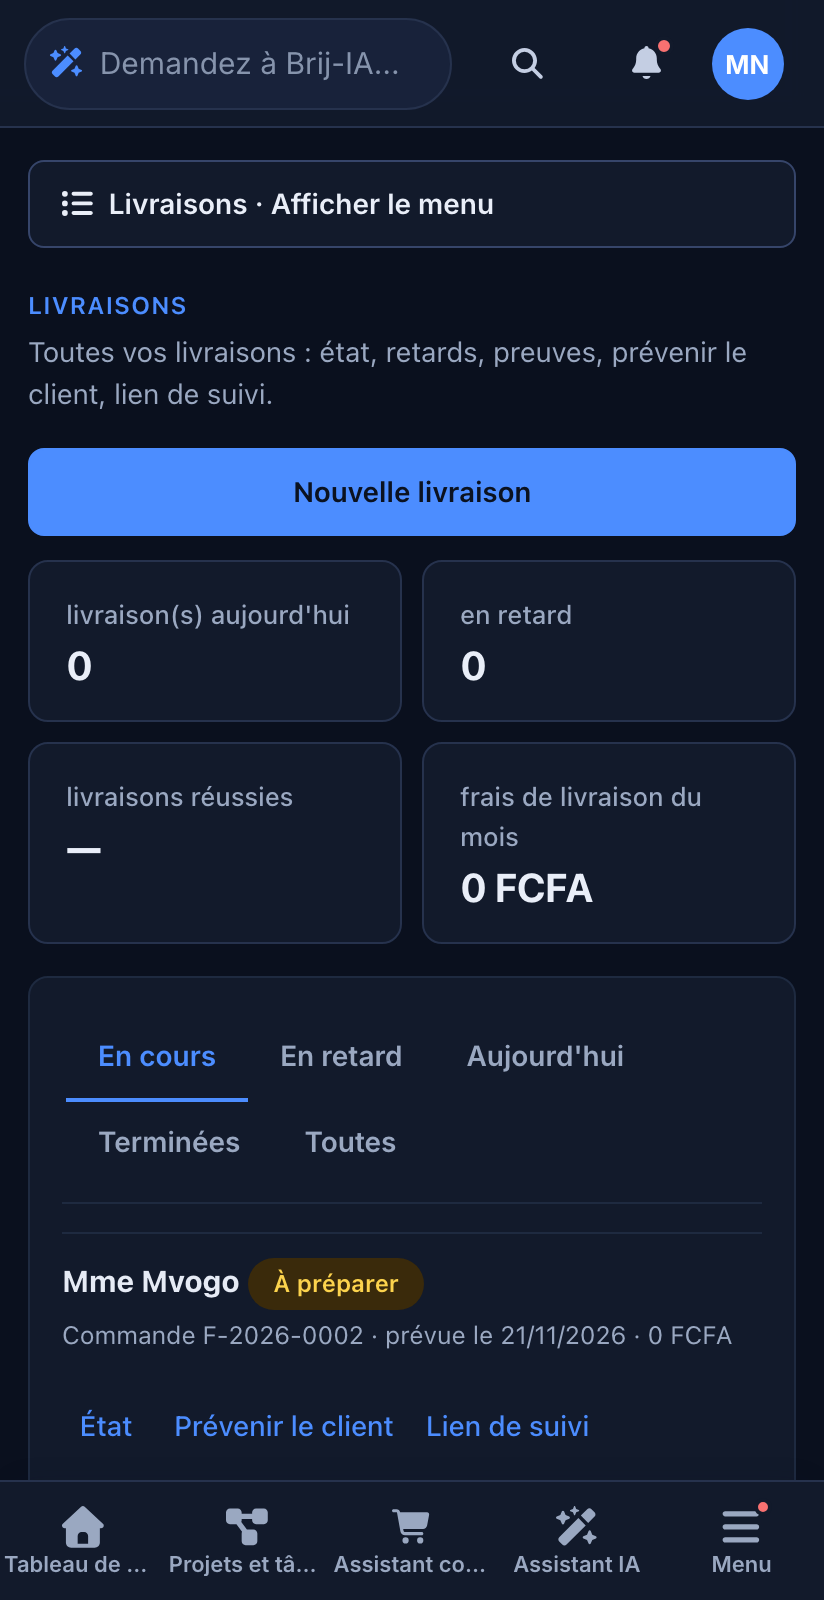 Demandez à Brij-IA...
MN
Livraisons · Afficher le menu
LIVRAISONS
Toutes vos livraisons : état, retards, preuves, prévenir le
client, lien de suivi.
Nouvelle livraison
livraison(s) aujourd'hui
0
en retard
0
livraisons réussies
—
frais de livraison du
mois
0 FCFA
En cours
En retard
Aujourd'hui
Terminées
Toutes
Mme Mvogo
À préparer
Commande F-2026-0002 · prévue le 21/11/2026 · 0 FCFA
État
Prévenir le client
Lien de suivi
Tableau de ...
Projets et tâ...
Assistant co...
Assistant IA
Menu